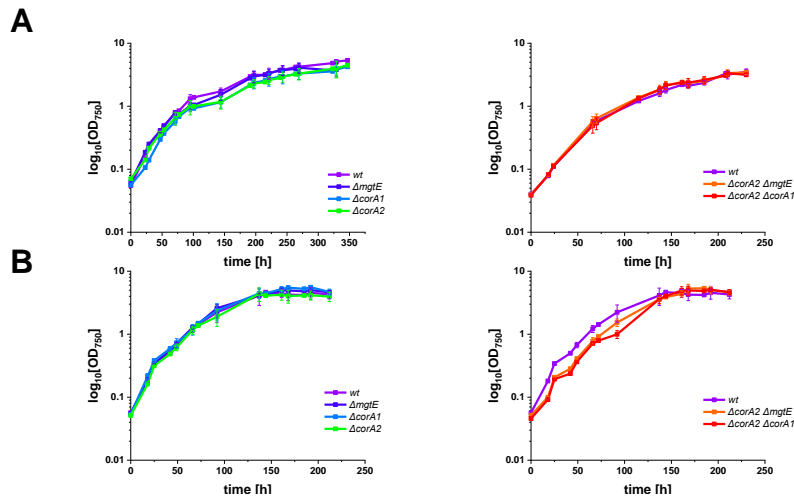 A
10
1
0.1
0.01
log10[OD750]
0 50 100 150 200 250 300 350
time [h]
wt
ΔmgtE
ΔcorA1
ΔcorA2
10
1
0.1
0.01
log10[OD750]
0 50 100 150 200 250
time [h]
wt
ΔcorA2 ΔmgtE
ΔcorA2 ΔcorA1
B
10
1
0.1
0.01
log10[OD750]
0 50 100 150 200 250
time [h]
wt
ΔmgtE
ΔcorA1
ΔcorA2
10
1
0.1
0.01
log10[OD750]
0 50 100 150 200 250
time [h]
wt
ΔcorA2 ΔmgtE
ΔcorA2 ΔcorA1